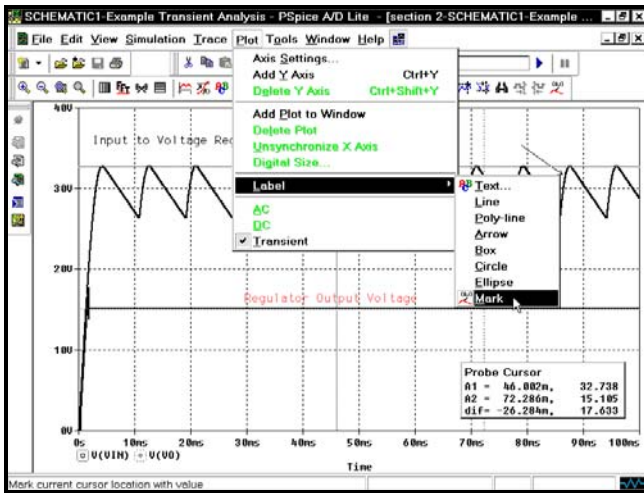 SCHEMATIC1-Example Transient Analysis - PSpice A/D Lite - [section 2-SCHEMATIC1-Example ...
File Edit View Simulation Trace Plot Tools Window Help
Axis Settings...
Add Y Axis Ctrl+Y
Delete Y Axis Ctrl+Shift+Y
Add Plot to Window
Delete Plot
Unsynchronize X Axis
Digital Size...
Label
AC
DC
Transient
Text...
Line
Poly-line
Arrow
Box
Circle
Ellipse
Mark
40V
Input to Voltage Reg
30V
20V
Regulator Output Voltage
10V
0V
Probe Cursor
A1 = 46.002m, 32.738
A2 = 72.286m, 15.105
dif= -26.284m, 17.633
0s 10ms 20ms 30ms 40ms 50ms 60ms 70ms 80ms 90ms 100ms
V(VIN) V(VO)
Time
Mark current cursor location with value